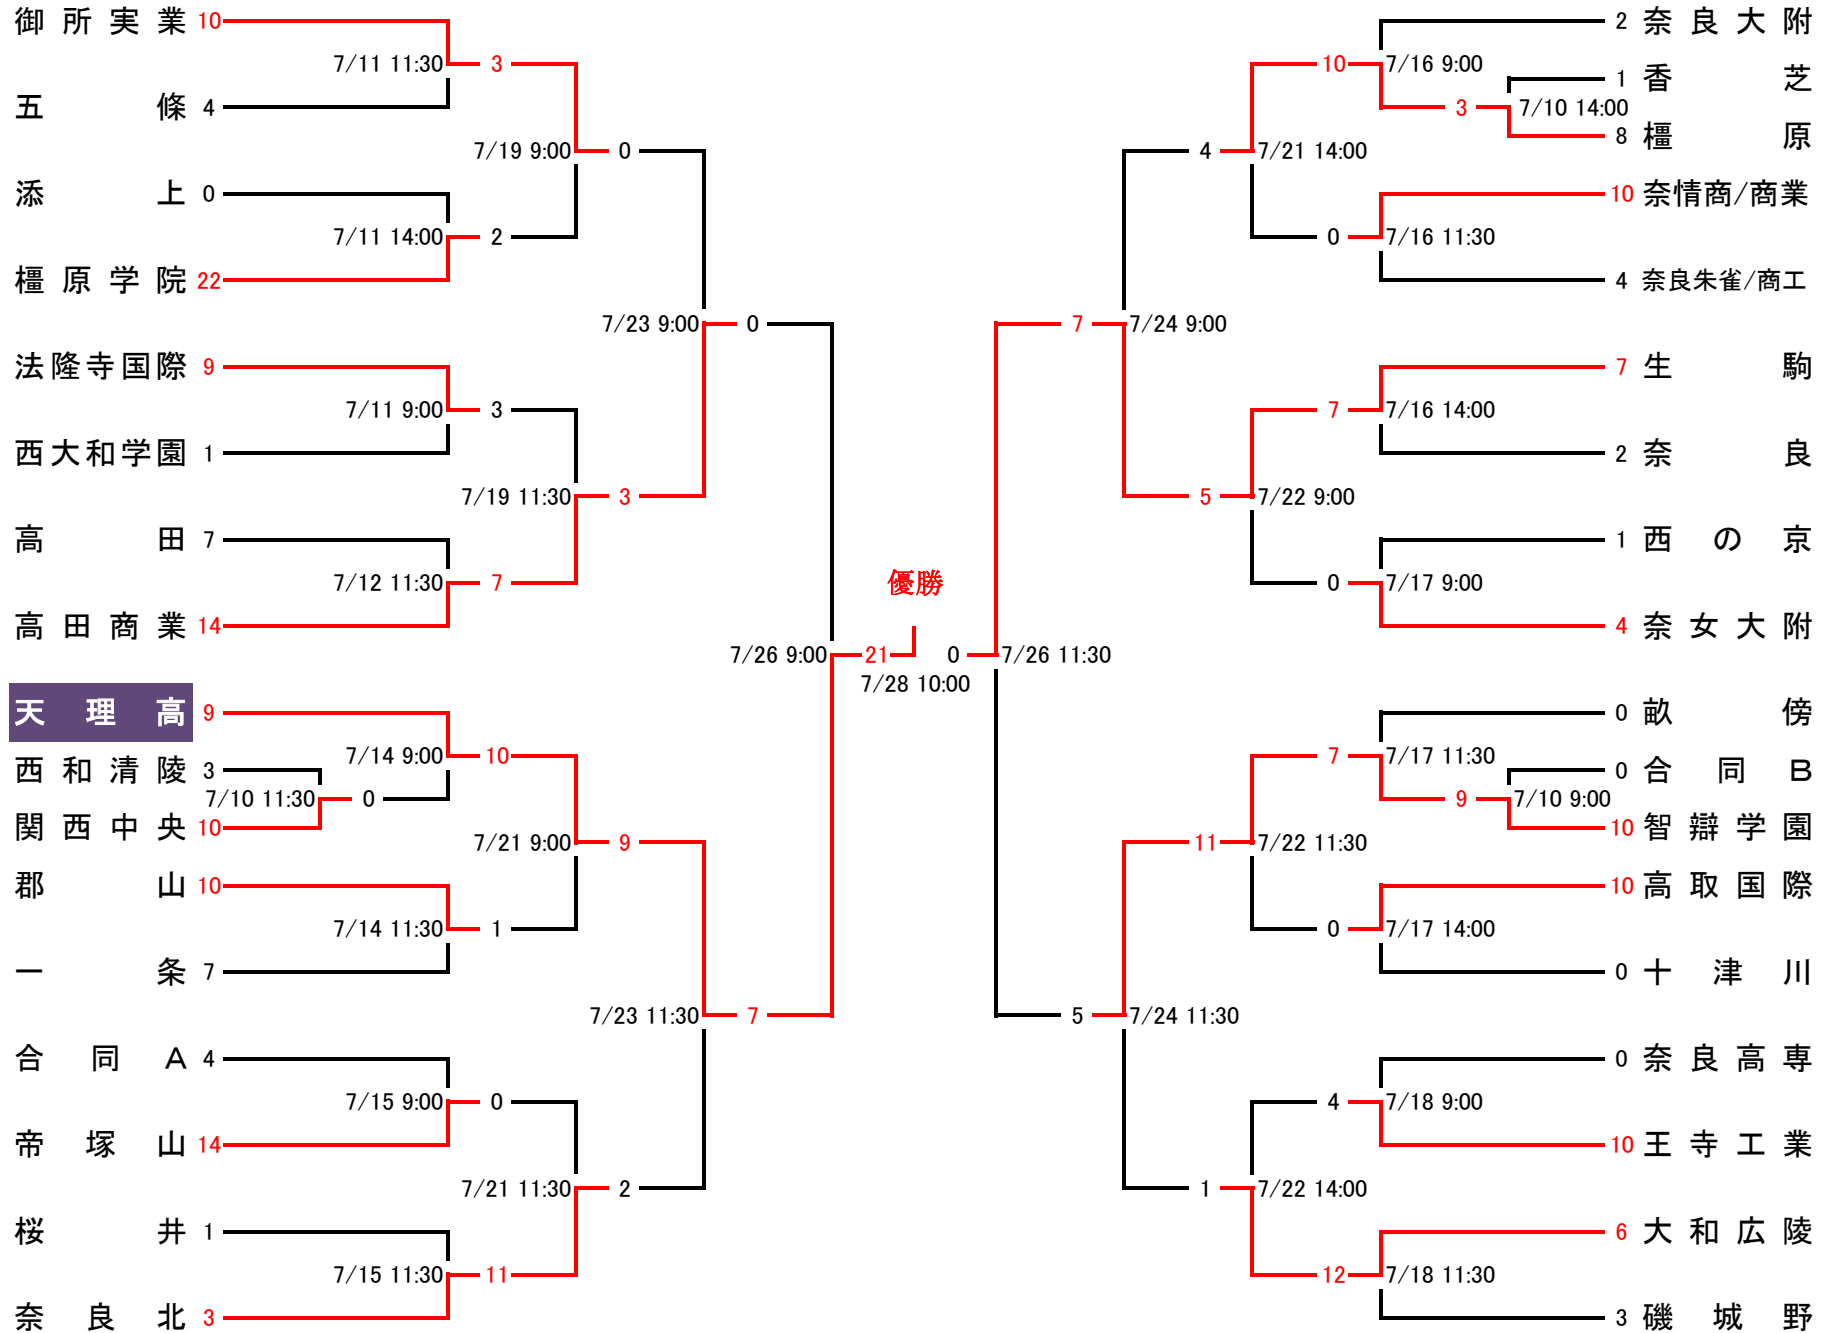 御所実業 10
7/11 11:30 3
五條 4
7/19 9:00 0
添上 0
7/11 14:00 2
橿原学院 22
7/23 9:00 0
法隆寺国際 9
7/11 9:00 3
西大和学園 1
7/19 11:30 3
高田 7
7/12 11:30 7
高田商業 14
7/26 9:00 21
天理高 9
7/14 9:00 10
西和清陵 3
7/10 11:30 0
関西中央 10
7/21 9:00 9
郡山 10
7/14 11:30 1
一条 7
7/23 11:30 7
合同A 4
7/15 9:00 0
帝塚山 14
7/21 11:30 2
桜井 1
7/15 11:30 11
奈良北 3
優勝
7/28 10:00
2 奈良大附
10 7/16 9:00
1 香芝
3 7/10 14:00
8 橿原
4 7/21 14:00
10 奈情商/商業
0 7/16 11:30
4 奈良朱雀/商工
7 7/24 9:00
7 生駒
7 7/16 14:00
2 奈良
5 7/22 9:00
1 西の京
0 7/17 9:00
4 奈女大附
0 7/26 11:30
0 畝傍
7 7/17 11:30
0 合同B
9 7/10 9:00
10 智辯学園
11 7/22 11:30
10 高取国際
0 7/17 14:00
0 十津川
5 7/24 11:30
0 奈良高専
4 7/18 9:00
10 王寺工業
1 7/22 14:00
6 大和広陵
12 7/18 11:30
3 磯城野